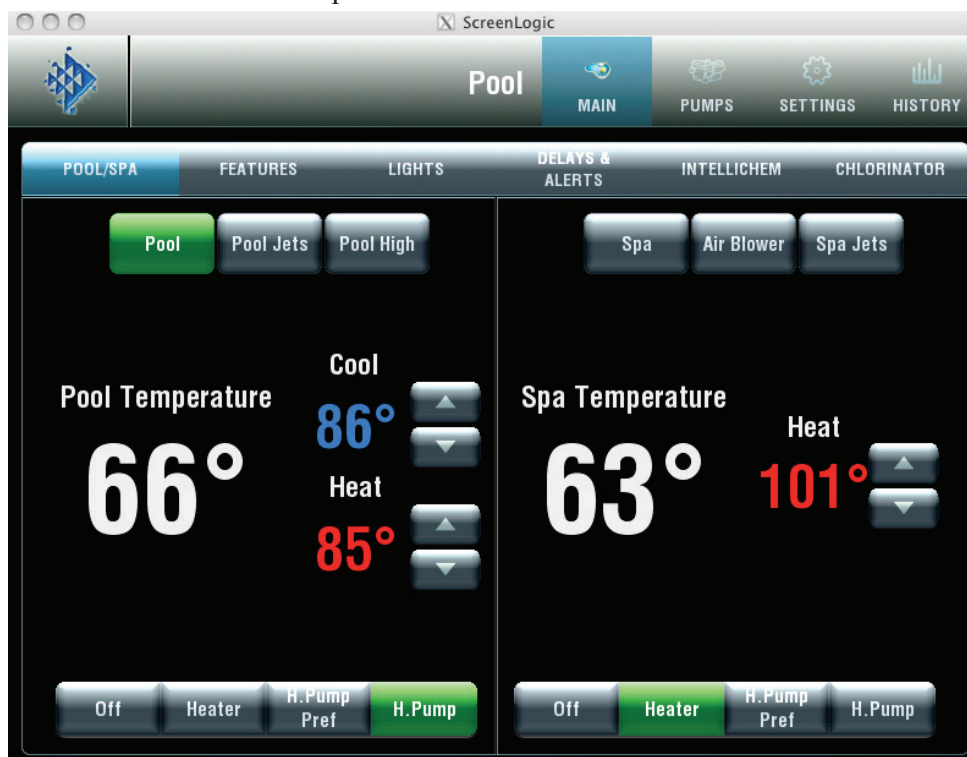 ScreenLogic
Pool
MAIN
PUMPS
SETTINGS
HISTORY
POOL/SPA
FEATURES
LIGHTS
DELAYS &
ALERTS
INTELLICHEM
CHLORINATOR
Pool
Pool Jets
Pool High
Spa
Air Blower
Spa Jets
Pool Temperature
66°
Cool
86°
Heat
85°
Spa Temperature
63°
Heat
101°
Off
Heater
H.Pump
Pref
H.Pump
Off
Heater
H.Pump
Pref
H.Pump